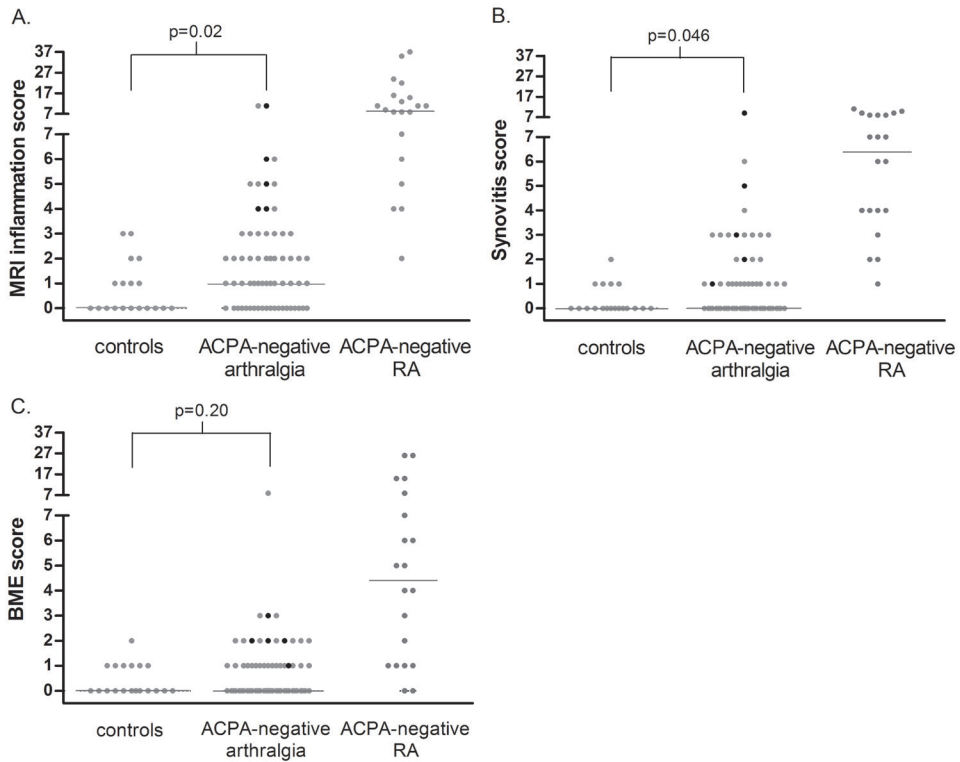 A.
p=0.02
MRI inflammation score
37
27
17
7
7
6
5
4
3
2
1
0
controls
ACPA-negative
arthralgia
ACPA-negative
RA
B.
p=0.046
Synovitis score
37
27
17
7
7
6
5
4
3
2
1
0
controls
ACPA-negative
arthralgia
ACPA-negative
RA
C.
p=0.20
BME score
37
27
17
7
7
6
5
4
3
2
1
0
controls
ACPA-negative
arthralgia
ACPA-negative
RA